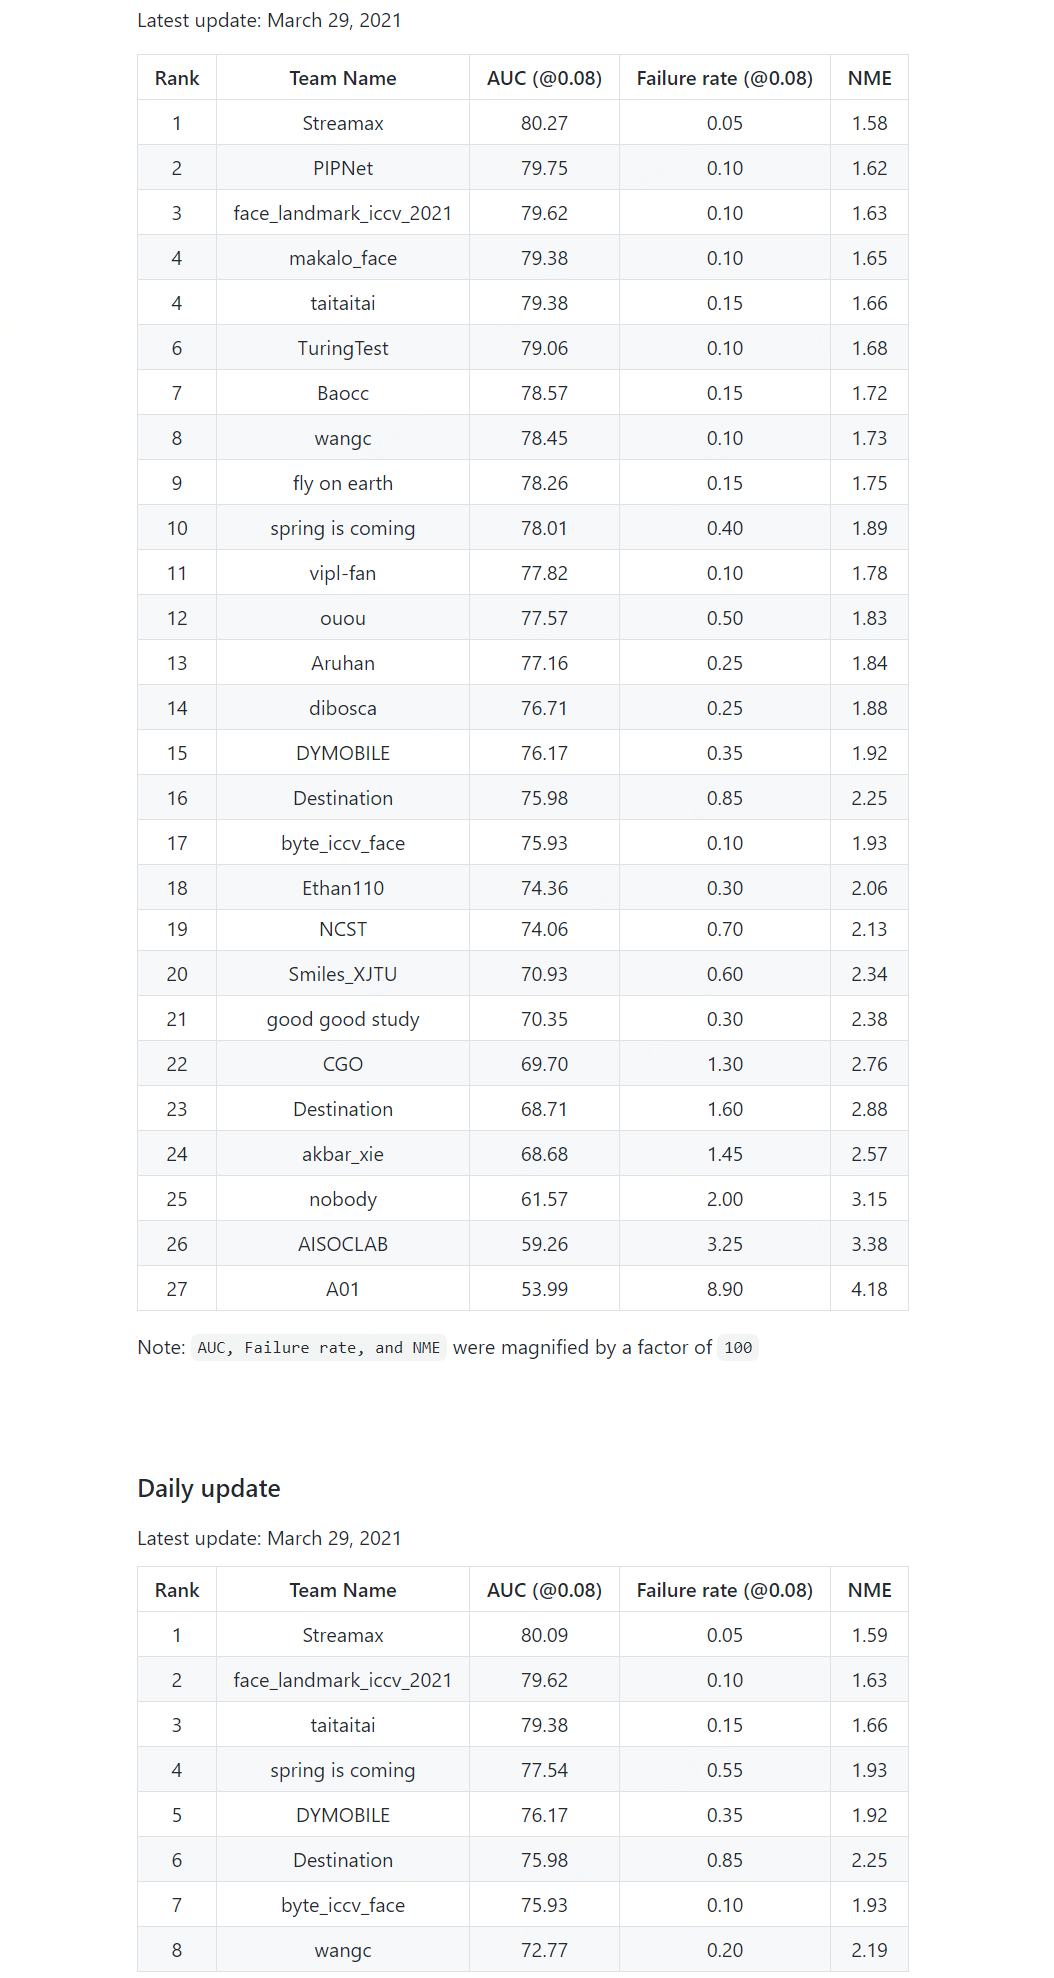 Latest update: March 29, 2021
Rank Team Name AUC (@0.08) Failure rate (@0.08) NME
1 Streamax 80.27 0.05 1.58
2 PIPNet 79.75 0.10 1.62
3 face_landmark_iccv_2021 79.62 0.10 1.63
4 makalo_face 79.38 0.10 1.65
4 taitaitai 79.38 0.15 1.66
6 TuringTest 79.06 0.10 1.68
7 Baocc 78.57 0.15 1.72
8 wangc 78.45 0.10 1.73
9 fly on earth 78.26 0.15 1.75
10 spring is coming 78.01 0.40 1.89
11 vipl-fan 77.82 0.10 1.78
12 ouou 77.57 0.50 1.83
13 Aruhan 77.16 0.25 1.84
14 dibosca 76.71 0.25 1.88
15 DYMOBILE 76.17 0.35 1.92
16 Destination 75.98 0.85 2.25
17 byte_iccv_face 75.93 0.10 1.93
18 Ethan110 74.36 0.30 2.06
19 NCST 74.06 0.70 2.13
20 Smiles_XJTU 70.93 0.60 2.34
21 good good study 70.35 0.30 2.38
22 CGO 69.70 1.30 2.76
23 Destination 68.71 1.60 2.88
24 akbar_xie 68.68 1.45 2.57
25 nobody 61.57 2.00 3.15
26 AISOCLAB 59.26 3.25 3.38
27 A01 53.99 8.90 4.18
Note: AUC, Failure rate, and NME were magnified by a factor of 100
Daily update
Latest update: March 29, 2021
Rank Team Name AUC (@0.08) Failure rate (@0.08) NME
1 Streamax 80.09 0.05 1.59
2 face_landmark_iccv_2021 79.62 0.10 1.63
3 taitaitai 79.38 0.15 1.66
4 spring is coming 77.54 0.55 1.93
5 DYMOBILE 76.17 0.35 1.92
6 Destination 75.98 0.85 2.25
7 byte_iccv_face 75.93 0.10 1.93
8 wangc 72.77 0.20 2.19